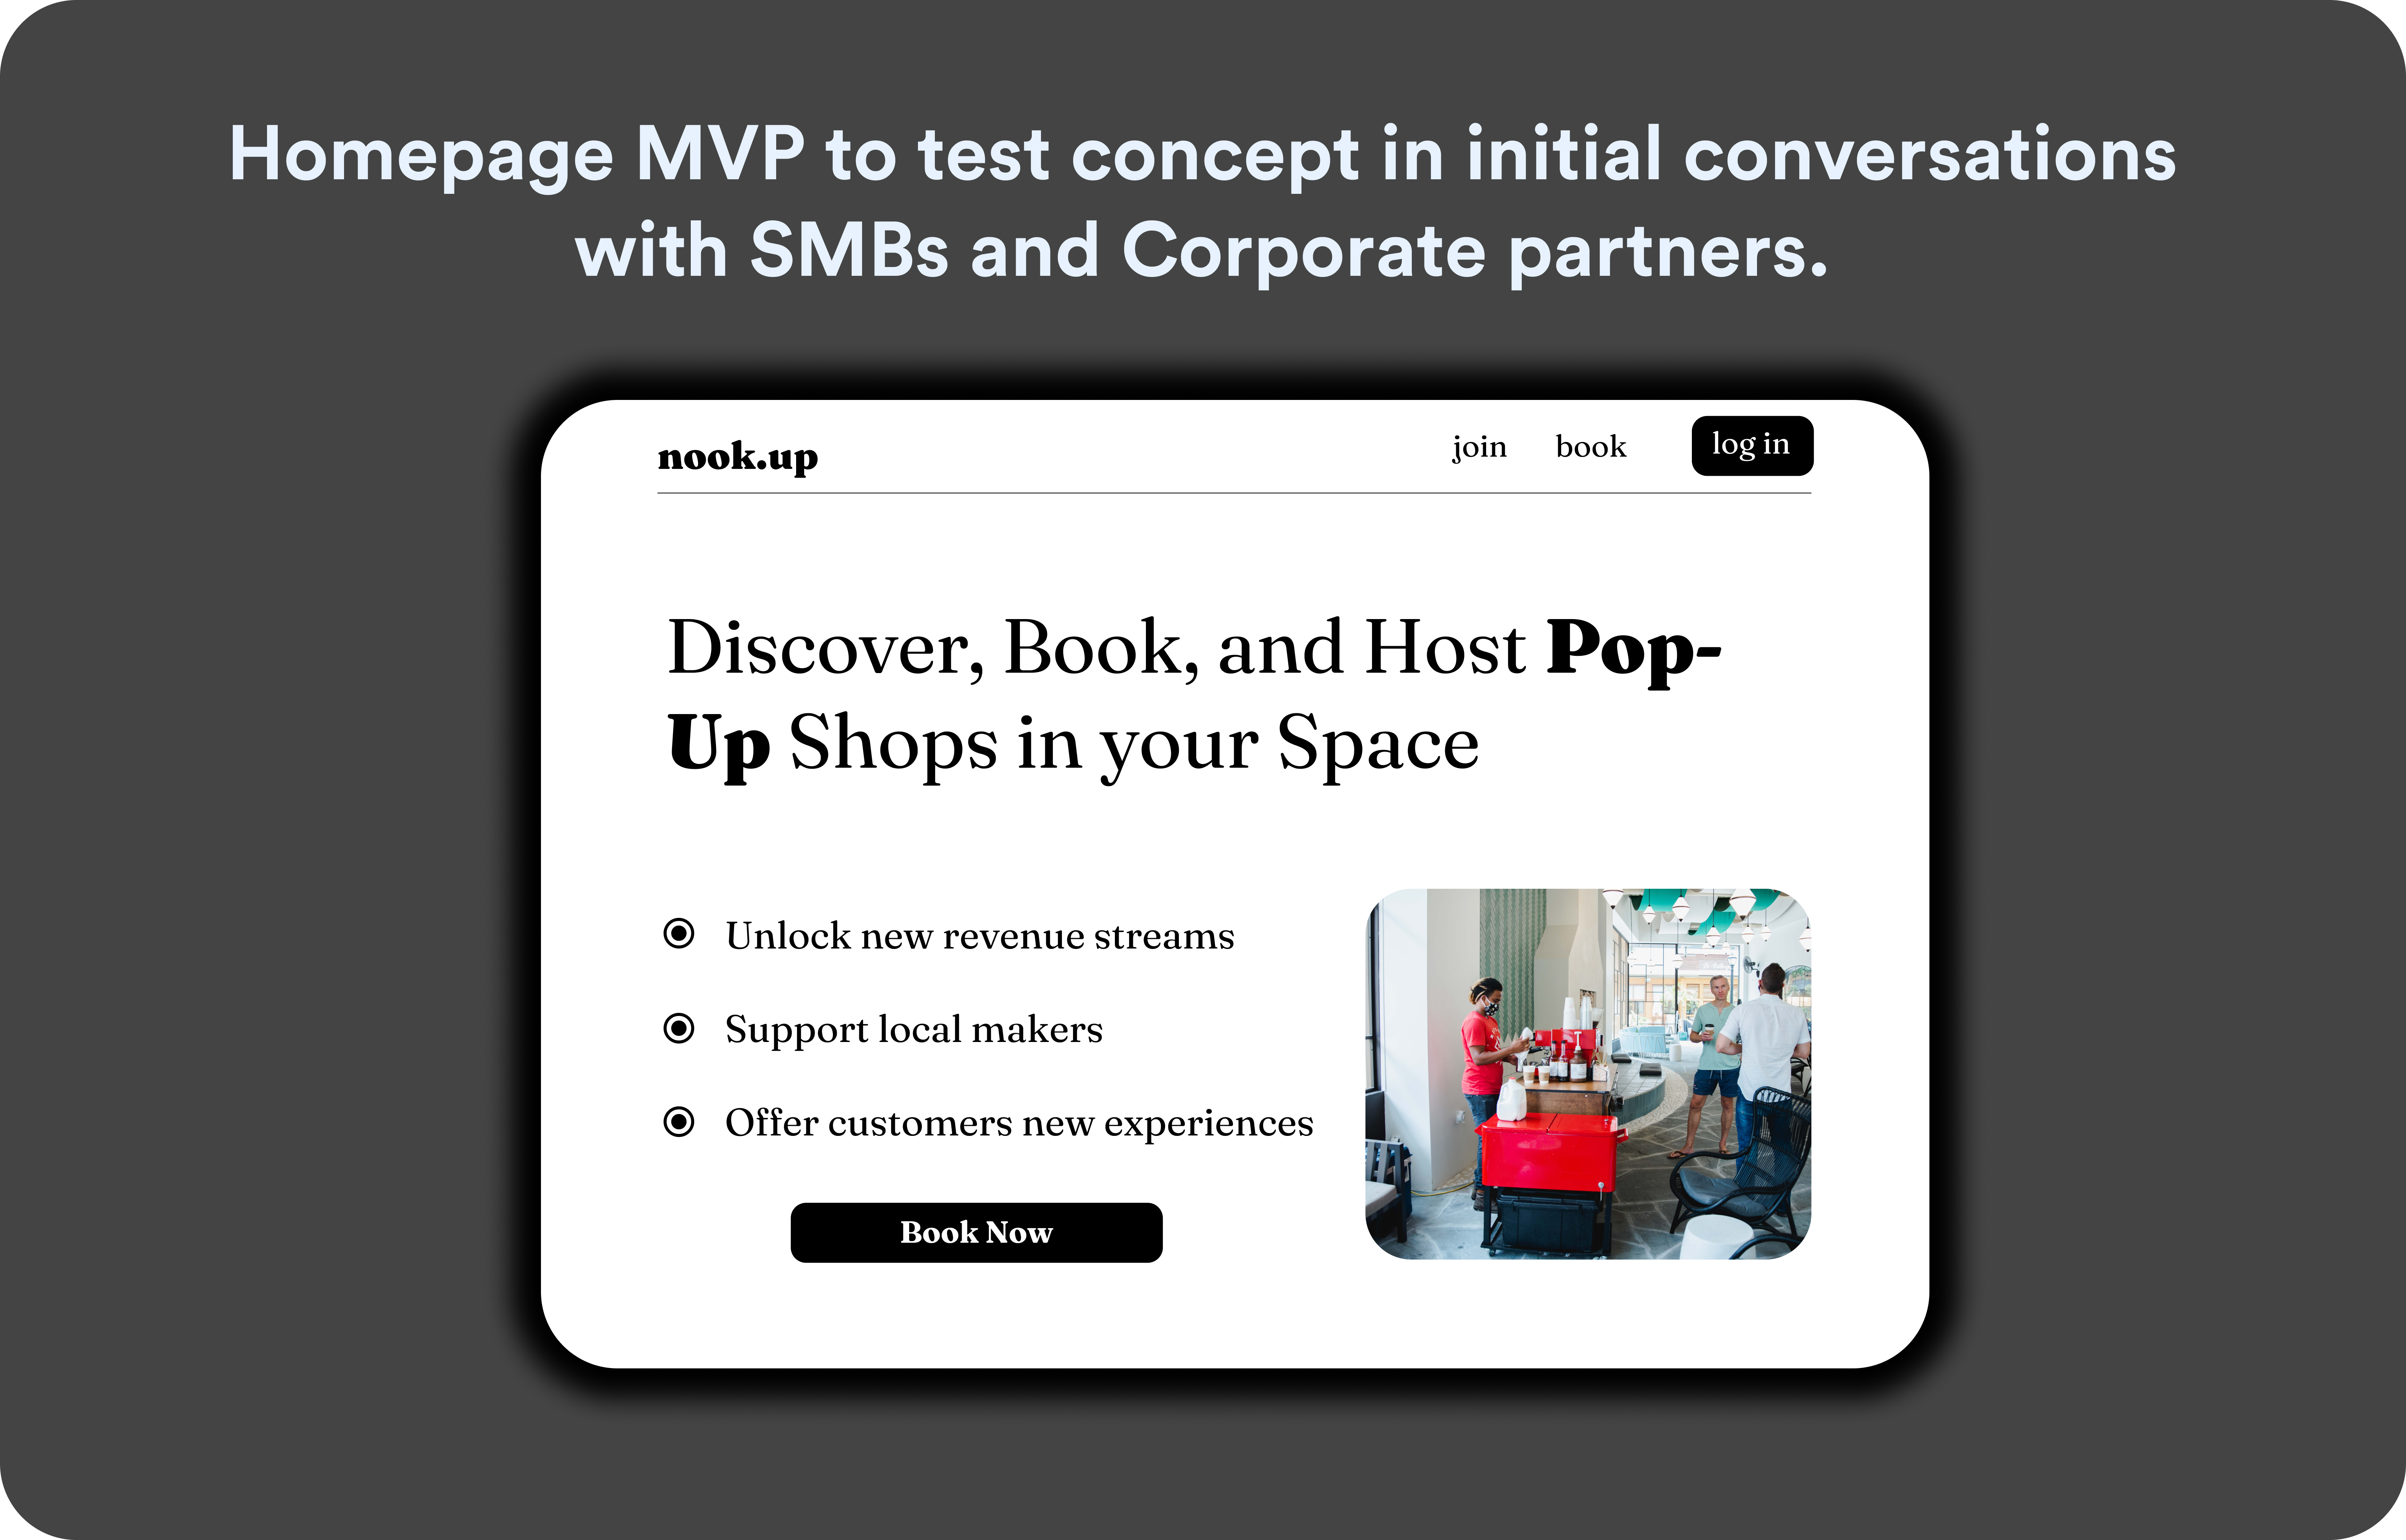 Homepage MVP to test concept in initial conversations
with SMBs and Corporate partners.
nook.up
join book log in
Discover, Book, and Host Pop-
Up Shops in your Space
Unlock new revenue streams
Support local makers
Offer customers new experiences
Book Now